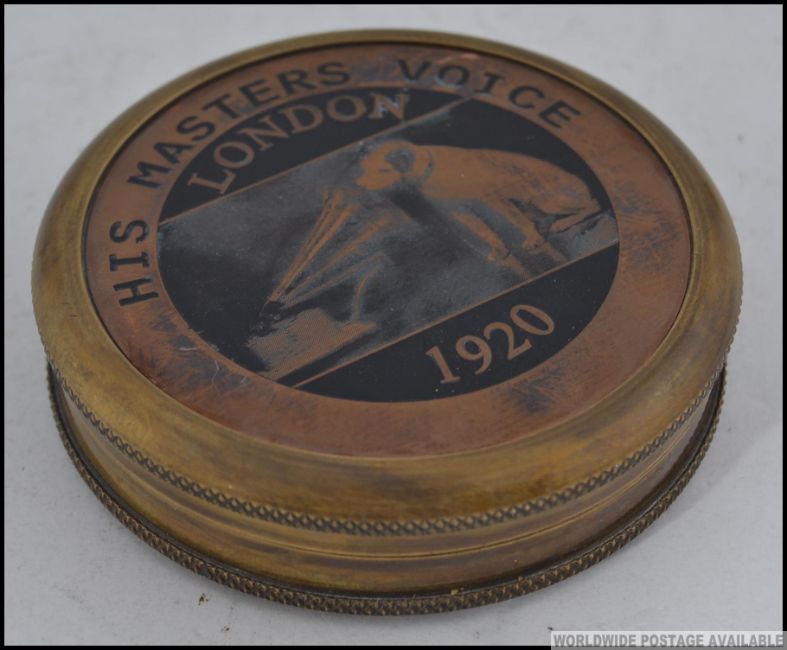 HIS MASTERS VOICE
LONDON
1920
WORLDWIDE POSTAGE AVAILABLE